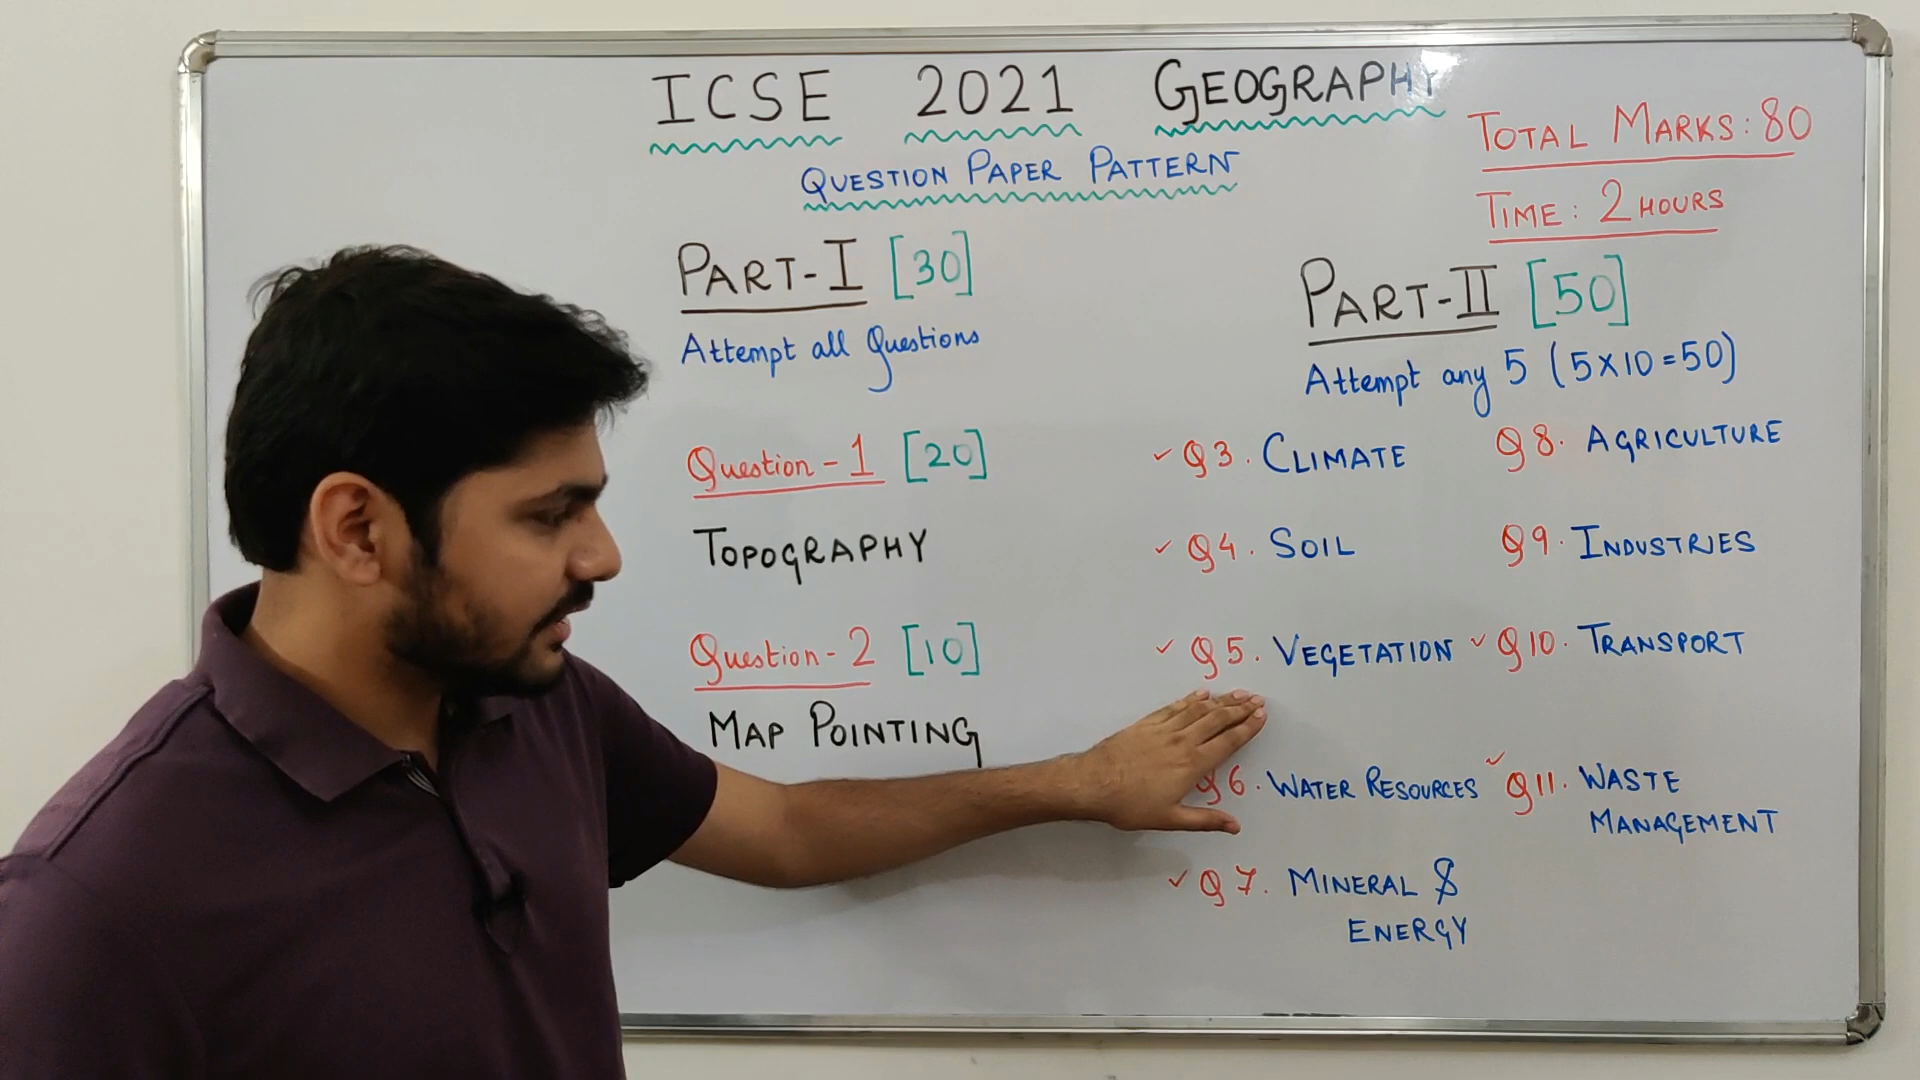 ICSE 2021 GEOGRAPHY
QUESTION PAPER PATTERN
TOTAL MARKS: 80
TIME: 2 HOURS
PART-I [30]
Attempt all Questions
Question-1 [20]
TOPOGRAPHY
Question-2 [10]
MAP POINTING
PART-II [50]
Attempt any 5 (5X10=50)
Q3. CLIMATE
Q4. SOIL
Q5. VEGETATION
Q6. WATER RESOURCES
Q7. MINERAL &
ENERGY
Q8. AGRICULTURE
Q9. INDUSTRIES
Q10. TRANSPORT
Q11. WASTE
MANAGEMENT